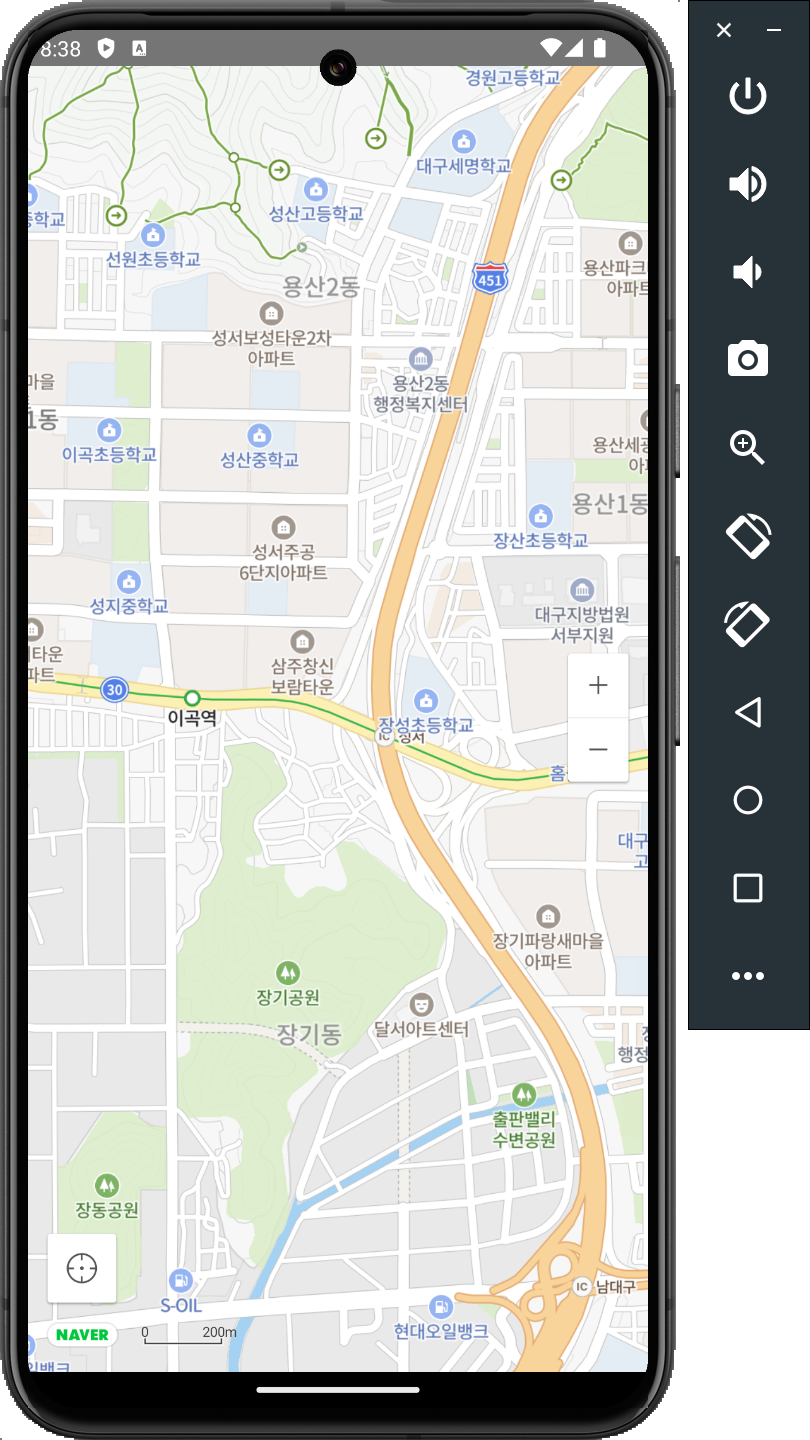 8:38
경원고등학교
대구세명학교
성산고등학교
중학교
선원초등학교
용산2동
451
용산파크
아파트
성서보성타운2차
아파트
용산2동
행정복지센터
마을
1동
이곡초등학교
성산중학교
용산세광
아
용산1동
장산초등학교
성서주공
6단지아파트
성지중학교
대구지방법원
서부지원
타운
파트
삼주창신
보람타운
30
이곡역
장성초등학교
IC 성서
홈
대구
고
장기파랑새마을
아파트
장기공원
달서아트센터
장기동
행정
출판밸리
수변공원
장동공원
S-OIL
IC 남대구
현대오일뱅크
NAVER
0 200m
일뱅크